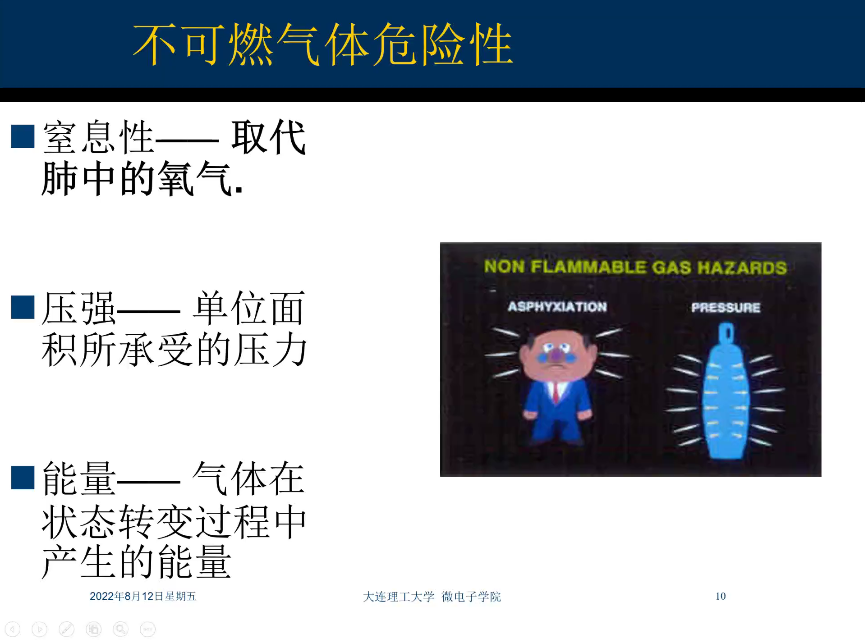 不可燃气体危险性
窒息性—— 取代
肺中的氧气.
压强—— 单位面
积所承受的压力
能量—— 气体在
状态转变过程中
产生的能量
NON FLAMMABLE GAS HAZARDS
ASPHYXIATION
PRESSURE
2022年8月12日星期五
大连理工大学 微电子学院
10